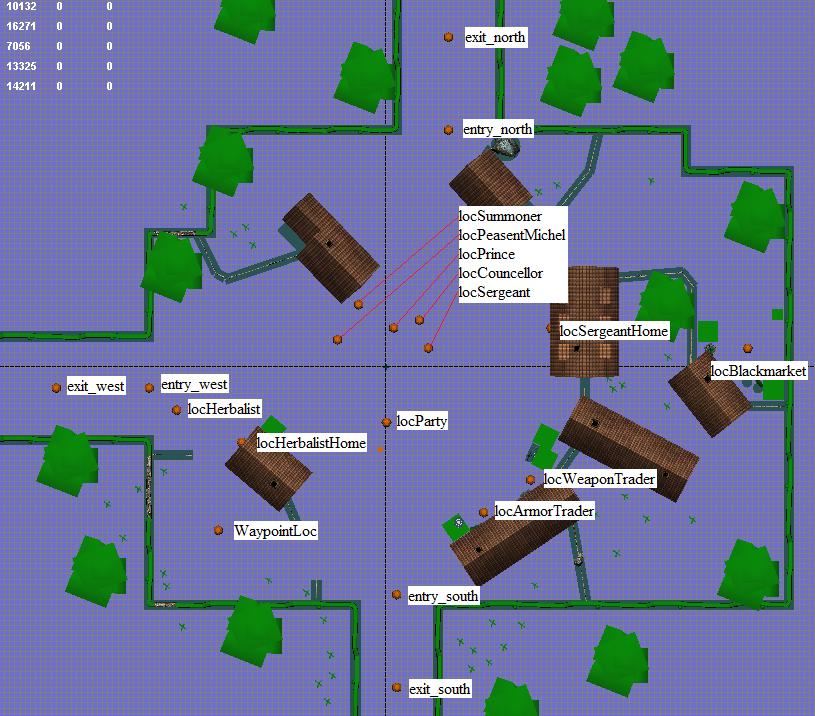 10132 0 0
16271 0 0
7056 0 0
13325 0 0
14211 0 0
exit_north
entry_north
locSummoner
locPeasentMichel
locPrince
locCouncellor
locSergeant
locSergeantHome
locBlackmarket
exit_west
entry_west
locHerbalist
locParty
locHerbalistHome
locWeaponTrader
locArmorTrader
WaypointLoc
entry_south
exit_south